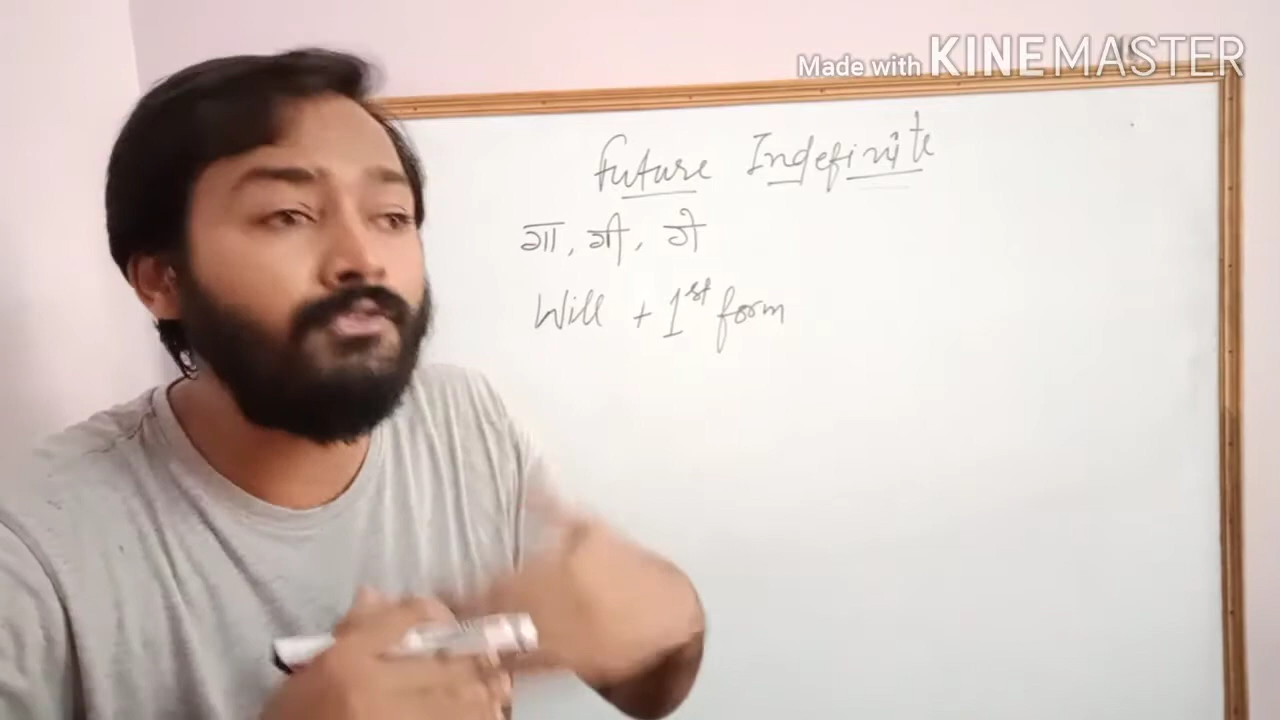 Made with KINEMASTER
Future Indefinite
गा, गी, गे
Will + 1st form